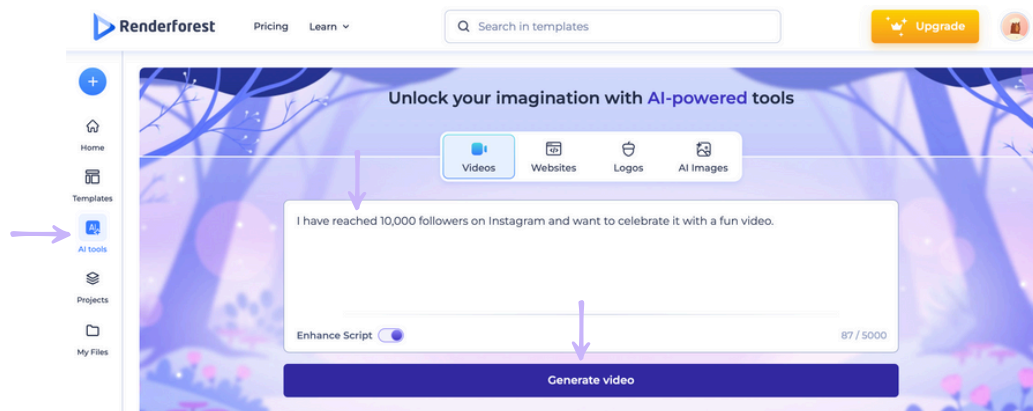 Renderforest
Pricing
Learn
Search in templates
Upgrade
Home
Templates
AI
AI tools
Projects
My Files
Unlock your imagination with AI-powered tools
Videos
Websites
Logos
AI Images
I have reached 10,000 followers on Instagram and want to celebrate it with a fun video.
Enhance Script
87 / 5000
Generate video